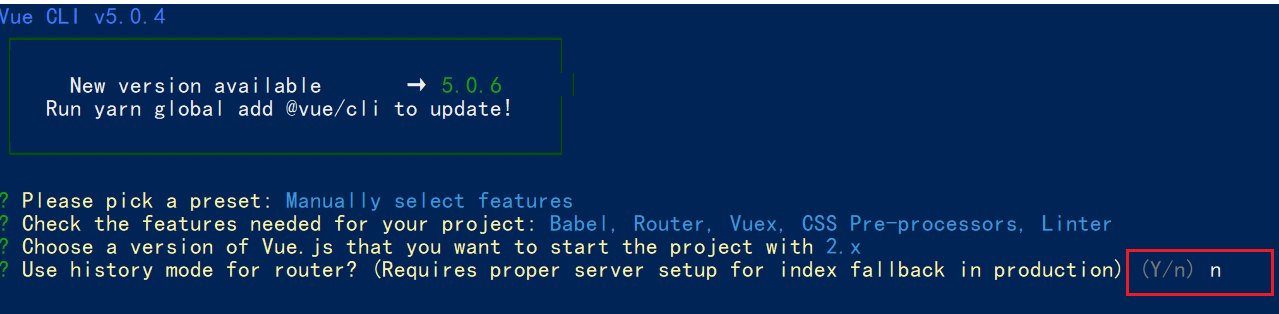 Vue CLI v5.0.4
New version available → 5.0.6
Run yarn global add @vue/cli to update!
? Please pick a preset: Manually select features
? Check the features needed for your project: Babel, Router, Vuex, CSS Pre-processors, Linter
? Choose a version of Vue.js that you want to start the project with 2.x
? Use history mode for router? (Requires proper server setup for index fallback in production) (Y/n) n